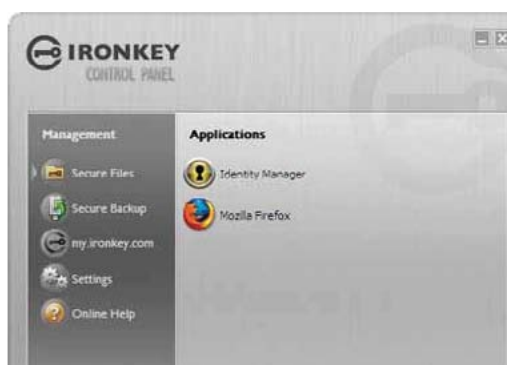 IRONKEY
CONTROL PANEL
Management
Secure Files
Secure Backup
my.ironkey.com
Settings
Online Help
Applications
Identity Manager
Mozilla Firefox